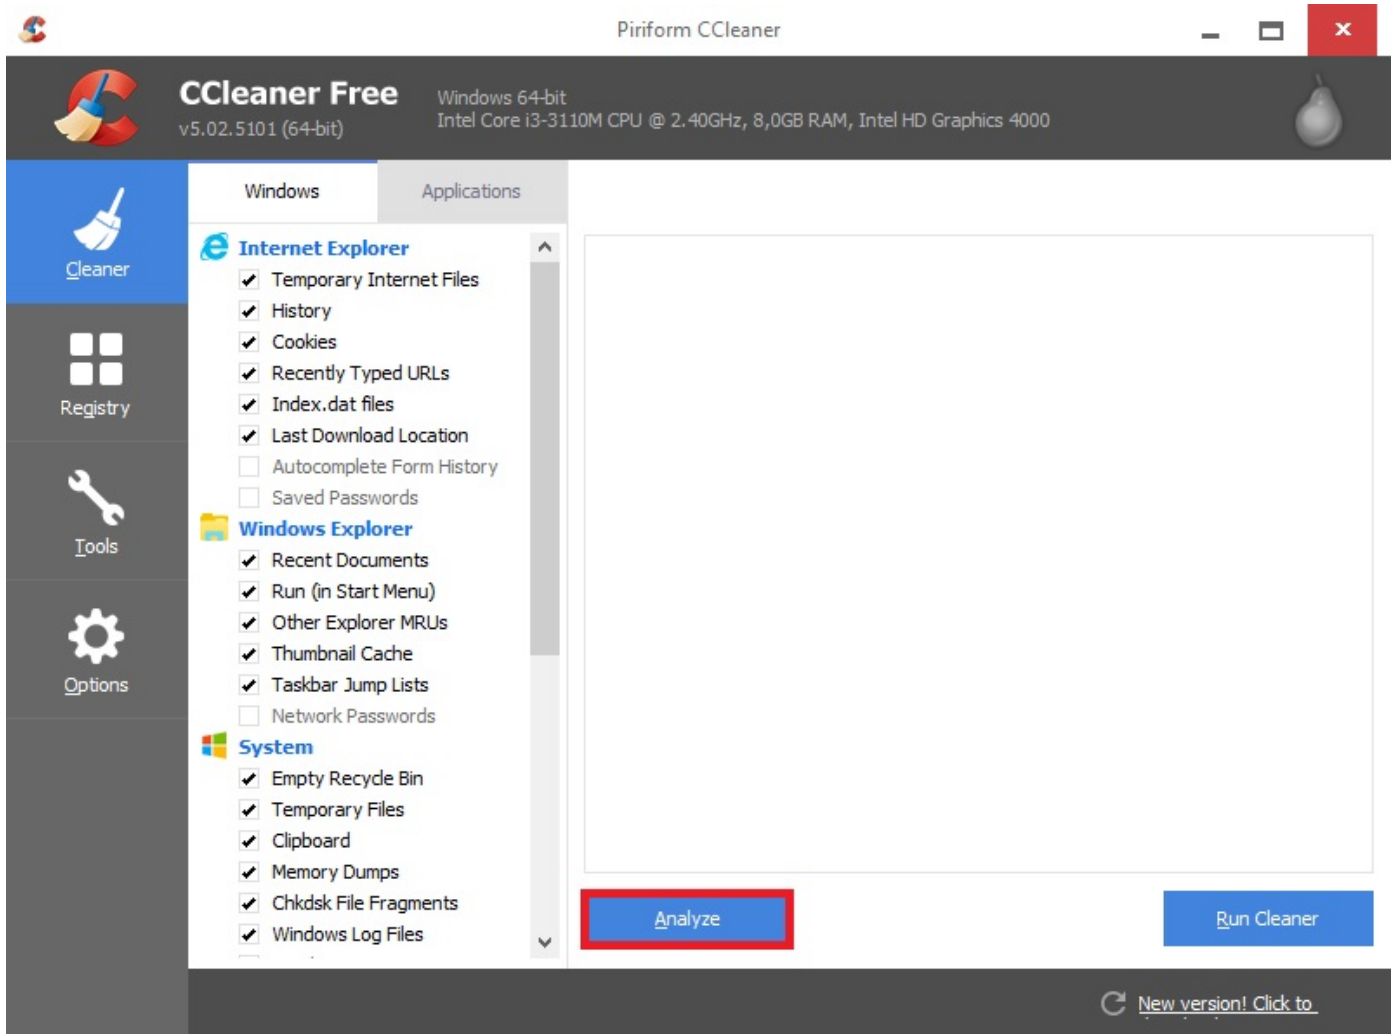 Piriform CCleaner
CCleaner Free
v5.02.5101 (64-bit)
Windows 64-bit
Intel Core i3-3110M CPU @ 2.40GHz, 8,0GB RAM, Intel HD Graphics 4000
Cleaner
Registry
Tools
Options
Windows
Applications
Internet Explorer
Temporary Internet Files
History
Cookies
Recently Typed URLs
Index.dat files
Last Download Location
Autocomplete Form History
Saved Passwords
Windows Explorer
Recent Documents
Run (in Start Menu)
Other Explorer MRUs
Thumbnail Cache
Taskbar Jump Lists
Network Passwords
System
Empty Recycle Bin
Temporary Files
Clipboard
Memory Dumps
Chkdsk File Fragments
Windows Log Files
Analyze
Run Cleaner
New version! Click to